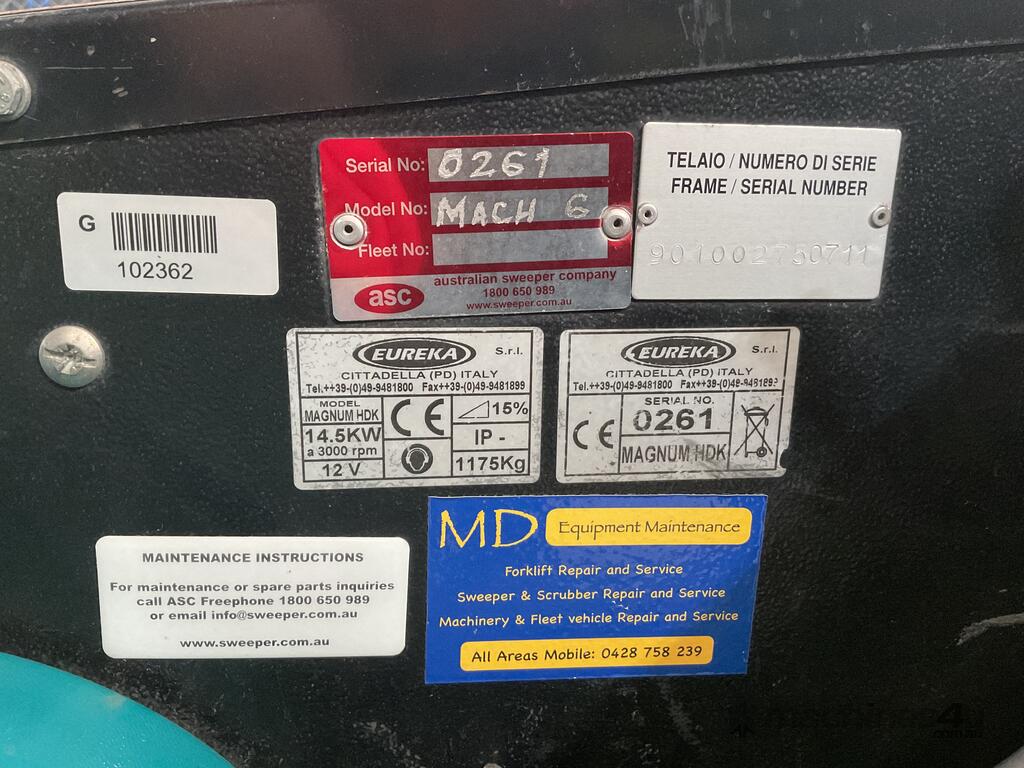 G
102362
Serial No: 0261
Model No: MACH 6
Fleet No:
asc
australian sweeper company
1800 650 989
www.sweeper.com.au
TELAIO / NUMERO DI SERIE
FRAME / SERIAL NUMBER
901002750711
EUREKA S.r.l.
CITTADELLA (PD) ITALY
Tel.++39-(0)49-9481800 Fax++39-(0)49-9481899
MODEL
MAGNUM HDK
14.5KW
a 3000 rpm
12 V
CE
15%
IP -
1175Kg
EUREKA S.r.l.
CITTADELLA (PD) ITALY
Tel.++39-(0)49-9481800 Fax++39-(0)49-9481899
CE
SERIAL NO.
0261
MAGNUM HDK
MAINTENANCE INSTRUCTIONS
For maintenance or spare parts inquiries
call ASC Freephone 1800 650 989
or email info@sweeper.com.au
www.sweeper.com.au
MD Equipment Maintenance
Forklift Repair and Service
Sweeper & Scrubber Repair and Service
Machinery & Fleet vehicle Repair and Service
All Areas Mobile: 0428 758 239